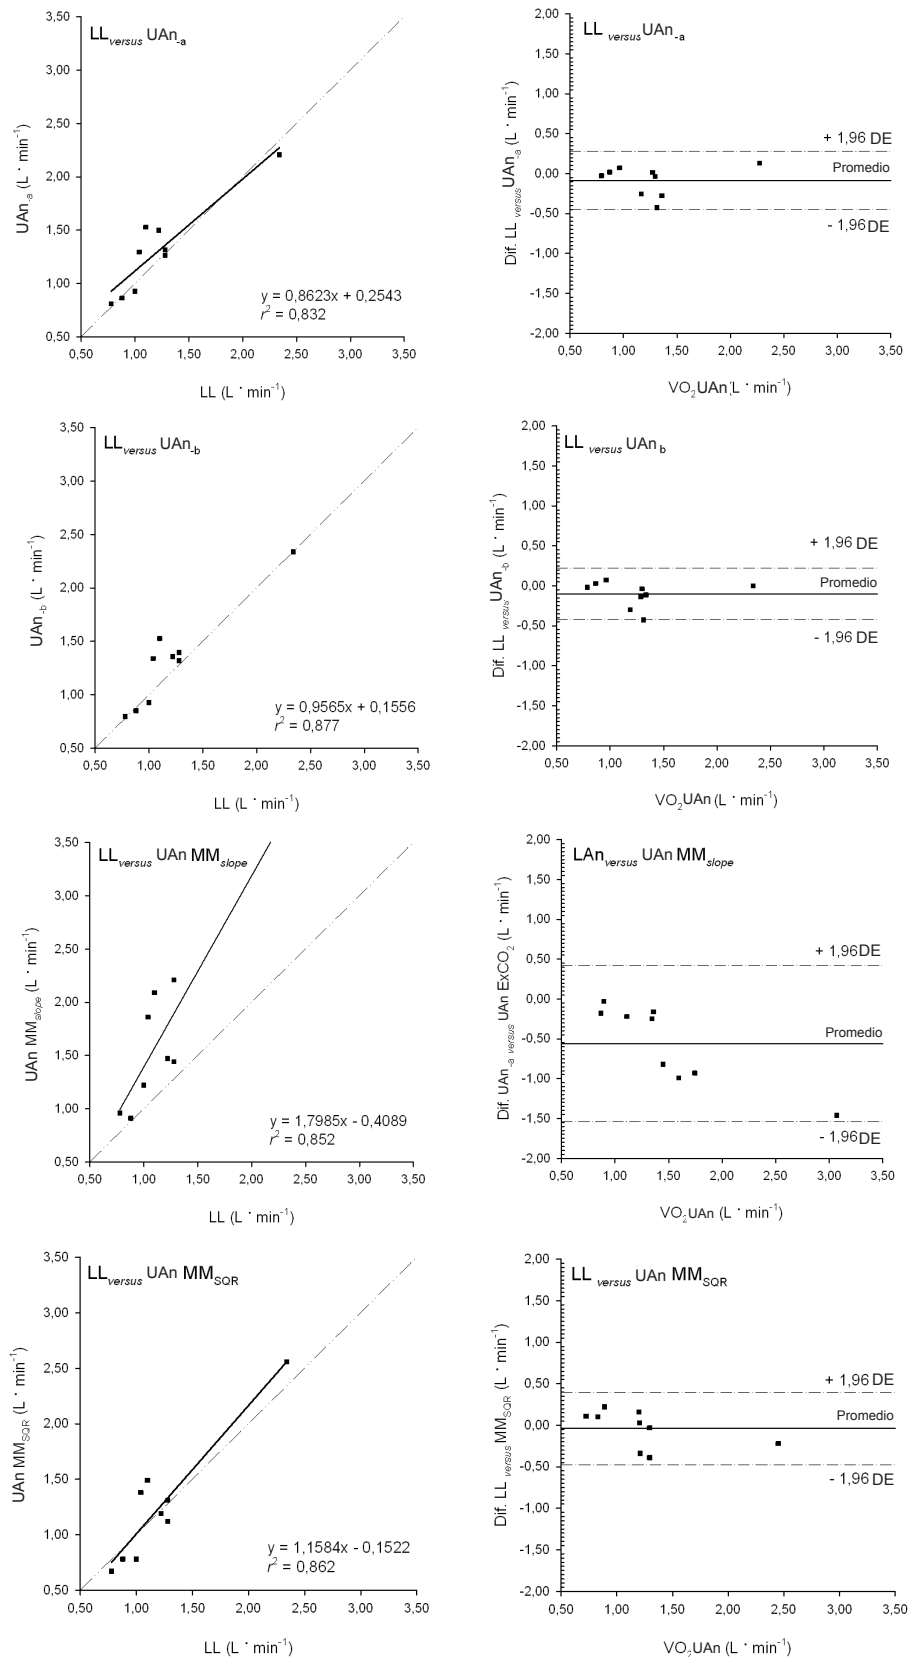 LL versus UAn-a
3,50
3,00
2,50
2,00
1,50
1,00
0,50
UAn-a (L · min-1)
y = 0,8623x + 0,2543
r2 = 0,832
0,50 1,00 1,50 2,00 2,50 3,00 3,50
LL (L · min-1)
LL versus UAn-a
2,00
1,50
1,00
0,50
0,00
-0,50
-1,00
-1,50
-2,00
Dif. LL versus UAn-a (L · min-1)
+ 1,96 DE
Promedio
- 1,96DE
0,50 1,00 1,50 2,00 2,50 3,00 3,50
VO2UAn(L · min-1)
LL versus UAn-b
3,50
3,00
2,50
2,00
1,50
1,00
0,50
UAn-b (L · min-1)
y = 0,9565x + 0,1556
r2 = 0,877
0,50 1,00 1,50 2,00 2,50 3,00 3,50
LL (L · min-1)
LL versus UAn b
2,00
1,50
1,00
0,50
0,00
-0,50
-1,00
-1,50
-2,00
Dif. LL versus UAn-b (L · min-1)
+ 1,96 DE
Promedio
- 1,96 DE
0,50 1,00 1,50 2,00 2,50 3,00 3,50
VO2UAn (L · min-1)
LL versus UAn MMslope
3,50
3,00
2,50
2,00
1,50
1,00
0,50
UAn MMslope (L · min-1)
y = 1,7985x - 0,4089
r2 = 0,852
0,50 1,00 1,50 2,00 2,50 3,00 3,50
LL (L · min-1)
LAn versus UAn MMslope
2,00
1,50
1,00
0,50
0,00
-0,50
-1,00
-1,50
-2,00
Dif. UAn-a versus UAn ExCO2 (L · min-1)
+ 1,96DE
Promedio
- 1,96DE
0,50 1,00 1,50 2,00 2,50 3,00 3,50
VO2UAn (L · min-1)
LL versus UAn MMSQR
3,50
3,00
2,50
2,00
1,50
1,00
0,50
UAn MMSQR (L · min-1)
y = 1,1584x - 0,1522
r2 = 0,862
0,50 1,00 1,50 2,00 2,50 3,00 3,50
LL (L · min-1)
LL versus UAn MMSQR
2,00
1,50
1,00
0,50
0,00
-0,50
-1,00
-1,50
-2,00
Dif. LL versus MMSQR (L · min-1)
+ 1,96 DE
Promedio
- 1,96 DE
0,50 1,00 1,50 2,00 2,50 3,00 3,50
VO2UAn (L · min-1)